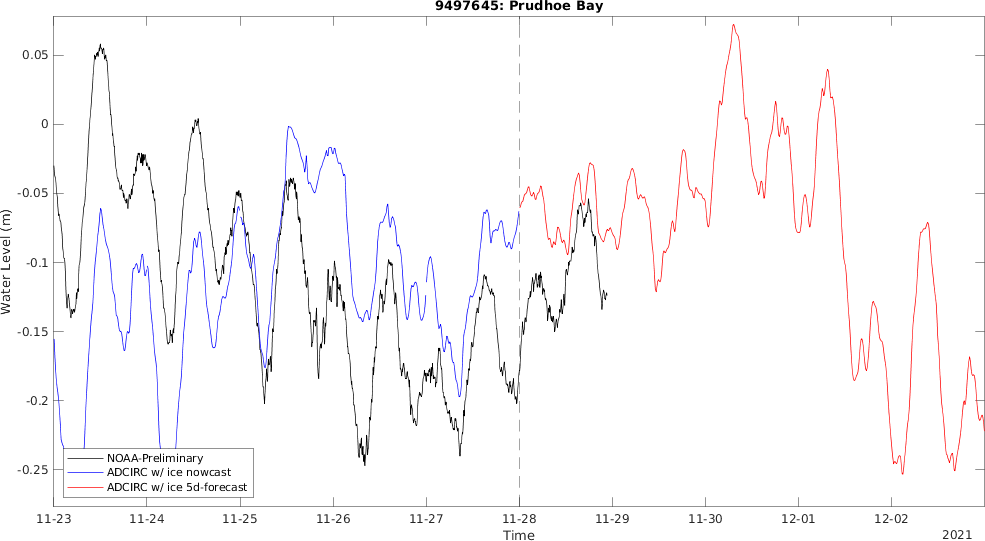 9497645: Prudhoe Bay
Water Level (m)
0.05
0
-0.05
-0.1
-0.15
-0.2
-0.25
NOAA-Preliminary
ADCIRC w/ ice nowcast
ADCIRC w/ ice 5d-forecast
11-23 11-24 11-25 11-26 11-27 11-28 11-29 11-30 12-01 12-02
Time
2021